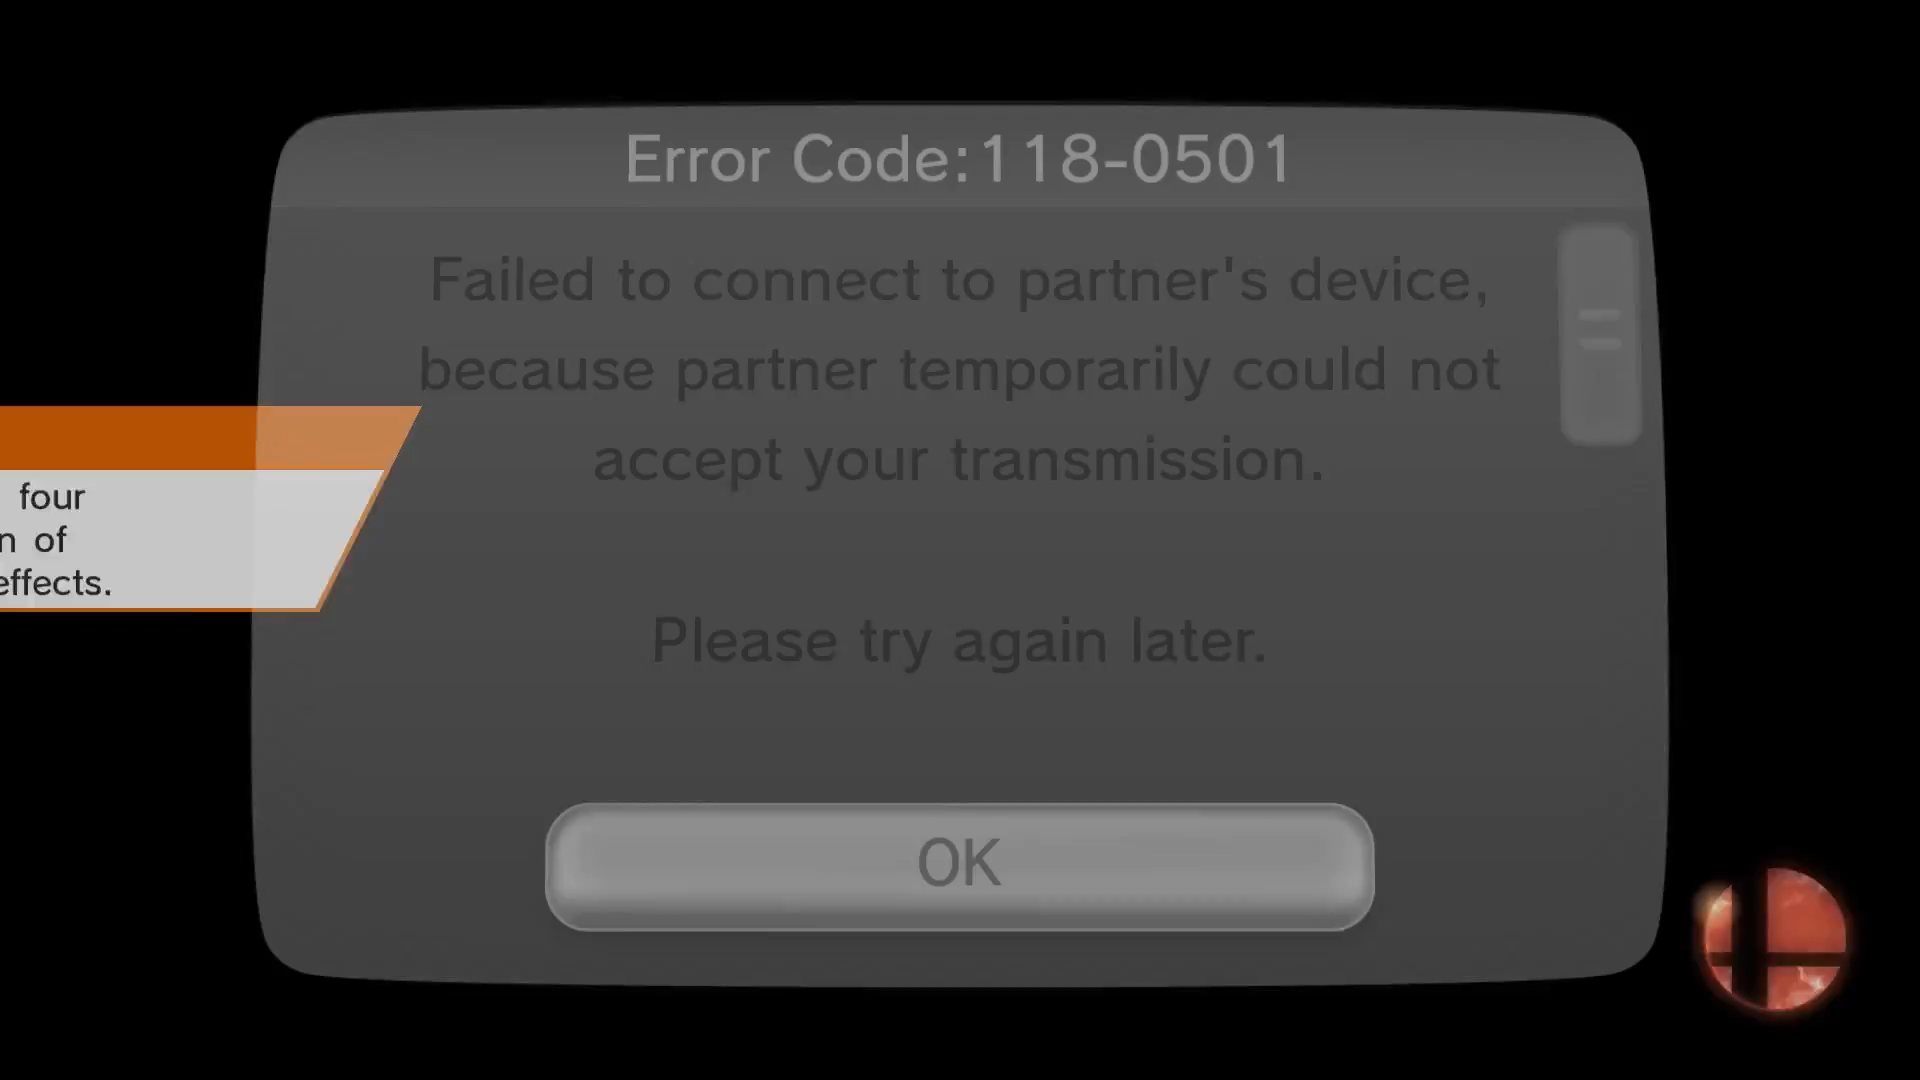 Error Code:118-0501
Failed to connect to partner's device,
because partner temporarily could not
accept your transmission.
four
n of
effects.
Please try again later.
OK